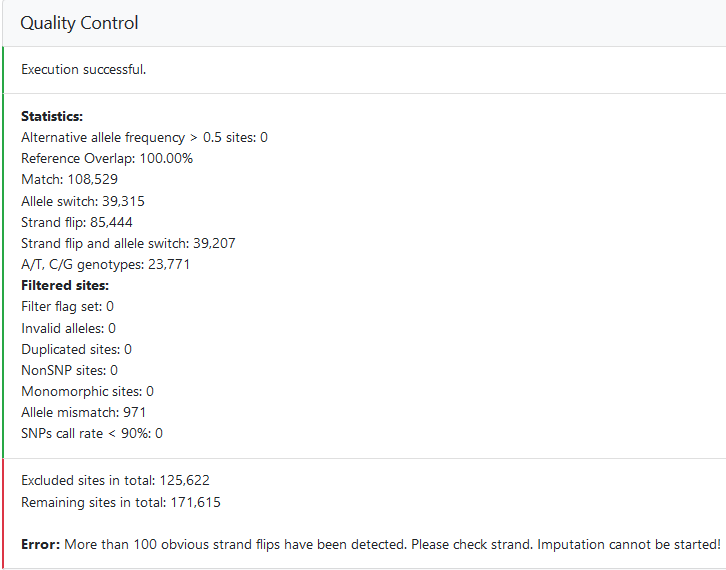 Quality Control
Execution successful.
Statistics:
Alternative allele frequency > 0.5 sites: 0
Reference Overlap: 100.00%
Match: 108,529
Allele switch: 39,315
Strand flip: 85,444
Strand flip and allele switch: 39,207
A/T, C/G genotypes: 23,771
Filtered sites:
Filter flag set: 0
Invalid alleles: 0
Duplicated sites: 0
NonSNP sites: 0
Monomorphic sites: 0
Allele mismatch: 971
SNPs call rate < 90%: 0
Excluded sites in total: 125,622
Remaining sites in total: 171,615
Error: More than 100 obvious strand flips have been detected. Please check strand. Imputation cannot be started!